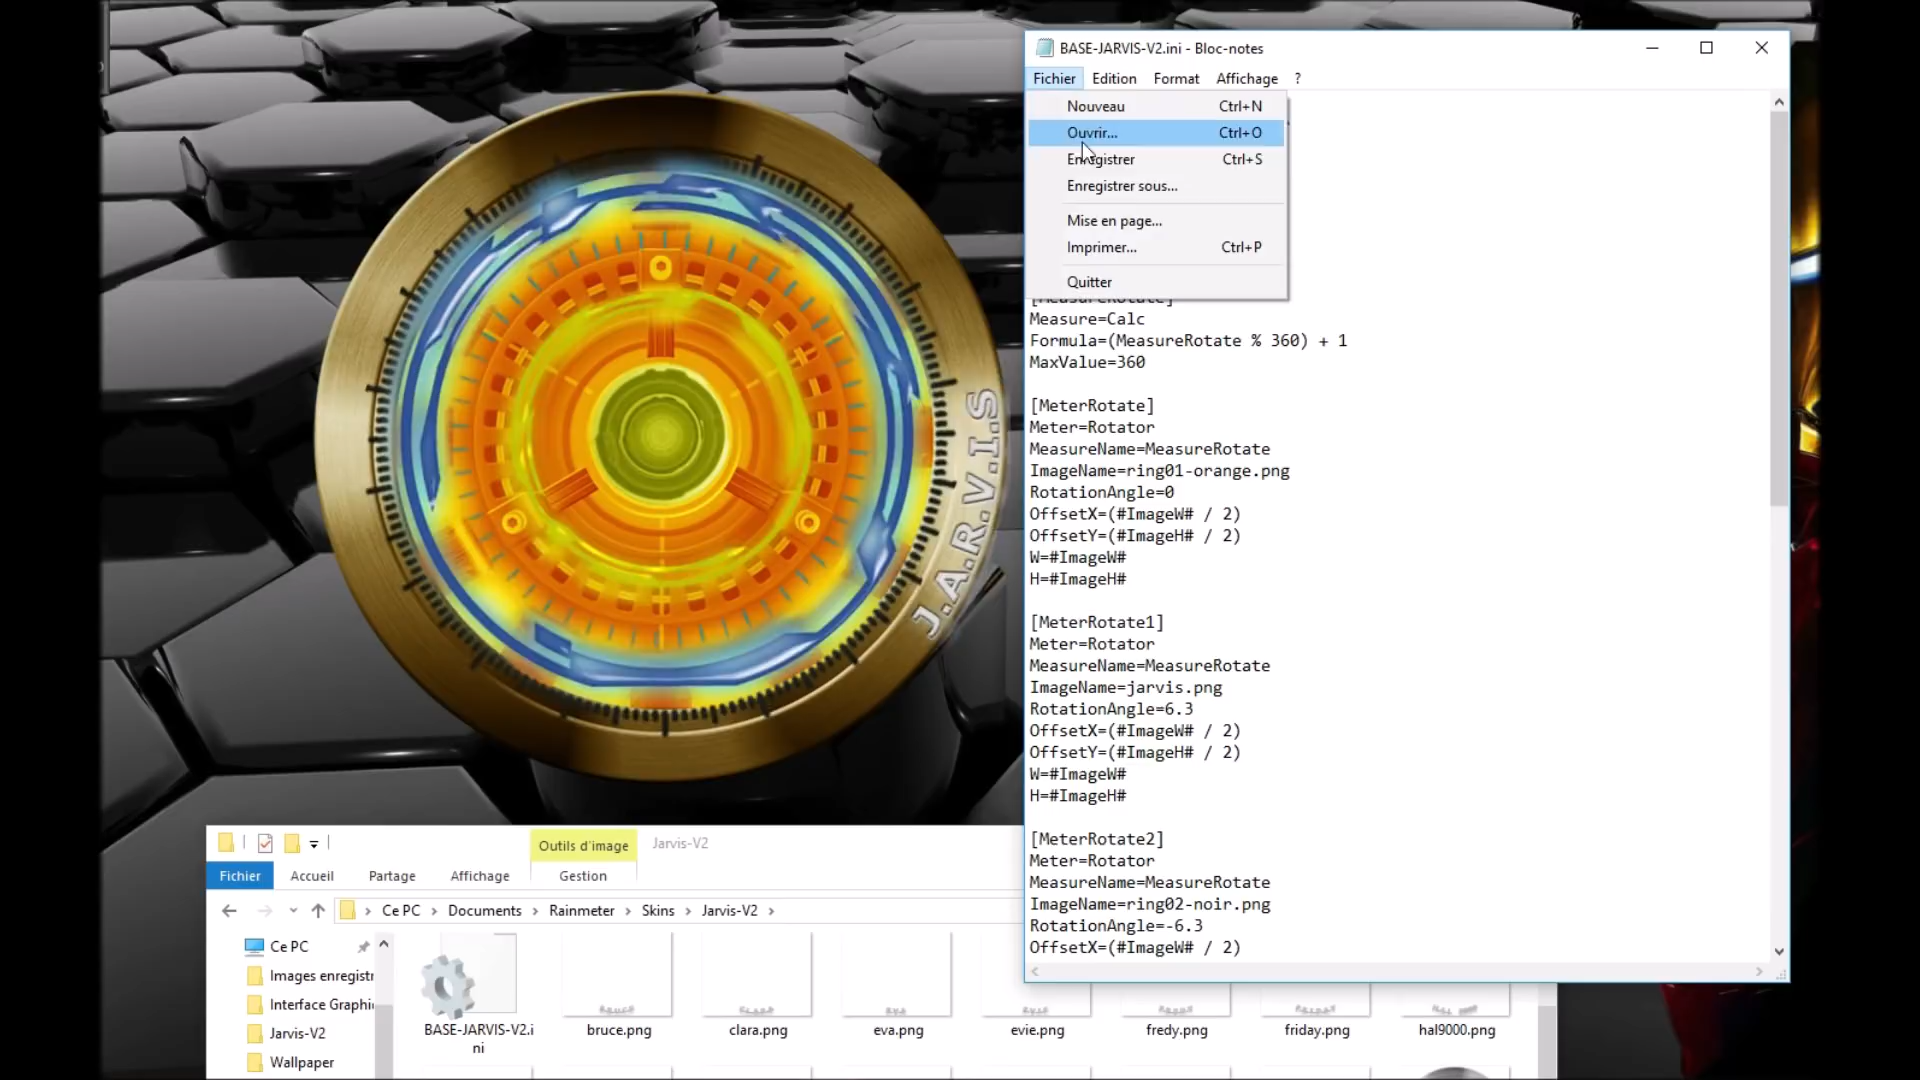 BASE-JARVIS-V2.ini - Bloc-notes
Fichier Edition Format Affichage ?
Nouveau Ctrl+N
Ouvrir... Ctrl+O
Enregistrer Ctrl+S
Enregistrer sous...
Mise en page...
Imprimer... Ctrl+P
Quitter
[MeasureRotate]
Measure=Calc
Formula=(MeasureRotate % 360) + 1
MaxValue=360
[MeterRotate]
Meter=Rotator
MeasureName=MeasureRotate
ImageName=ring01-orange.png
RotationAngle=0
OffsetX=(#ImageW# / 2)
OffsetY=(#ImageH# / 2)
W=#ImageW#
H=#ImageH#
[MeterRotate1]
Meter=Rotator
MeasureName=MeasureRotate
ImageName=jarvis.png
RotationAngle=6.3
OffsetX=(#ImageW# / 2)
OffsetY=(#ImageH# / 2)
W=#ImageW#
H=#ImageH#
[MeterRotate2]
Meter=Rotator
MeasureName=MeasureRotate
ImageName=ring02-noir.png
RotationAngle=-6.3
OffsetX=(#ImageW# / 2)
J.A.R.V.I.S
Outils d'image Jarvis-V2
Fichier Accueil Partage Affichage Gestion
Ce PC Documents Rainmeter Skins Jarvis-V2
Ce PC
Images enregistr
Interface Graphi
Jarvis-V2
Wallpaper
BASE-JARVIS-V2.i
ni
bruce.png
clara.png
eva.png
evie.png
fredy.png
friday.png
hal9000.png